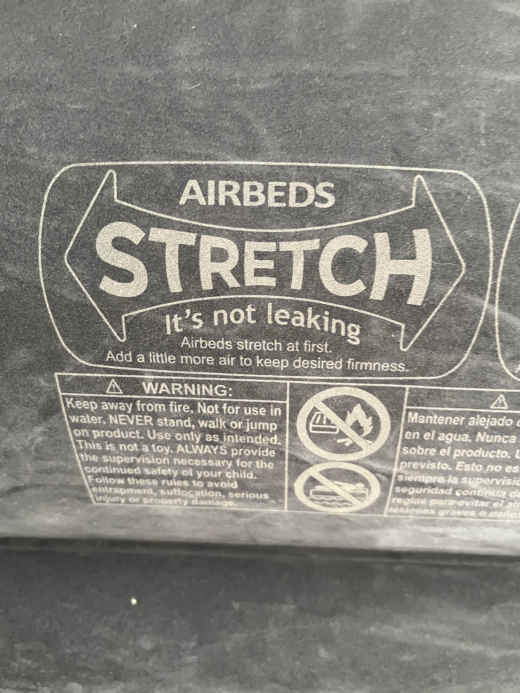 AIRBEDS
STRETCH
It's not leaking
Airbeds stretch at first.
Add a little more air to keep desired firmness.
WARNING:
Keep away from fire. Not for use in
water. NEVER stand, walk or jump
on product. Use only as intended.
This is not a toy. ALWAYS provide
the supervision necessary for the
continued safety of your child.
Follow these rules to avoid
entrapment, suffocation, serious
injury or property damage.
Mantener alejado
en el agua. Nunca
sobre el producto.
previsto. Esto no es
siempre la
seguridad continua
reglas para evitar el